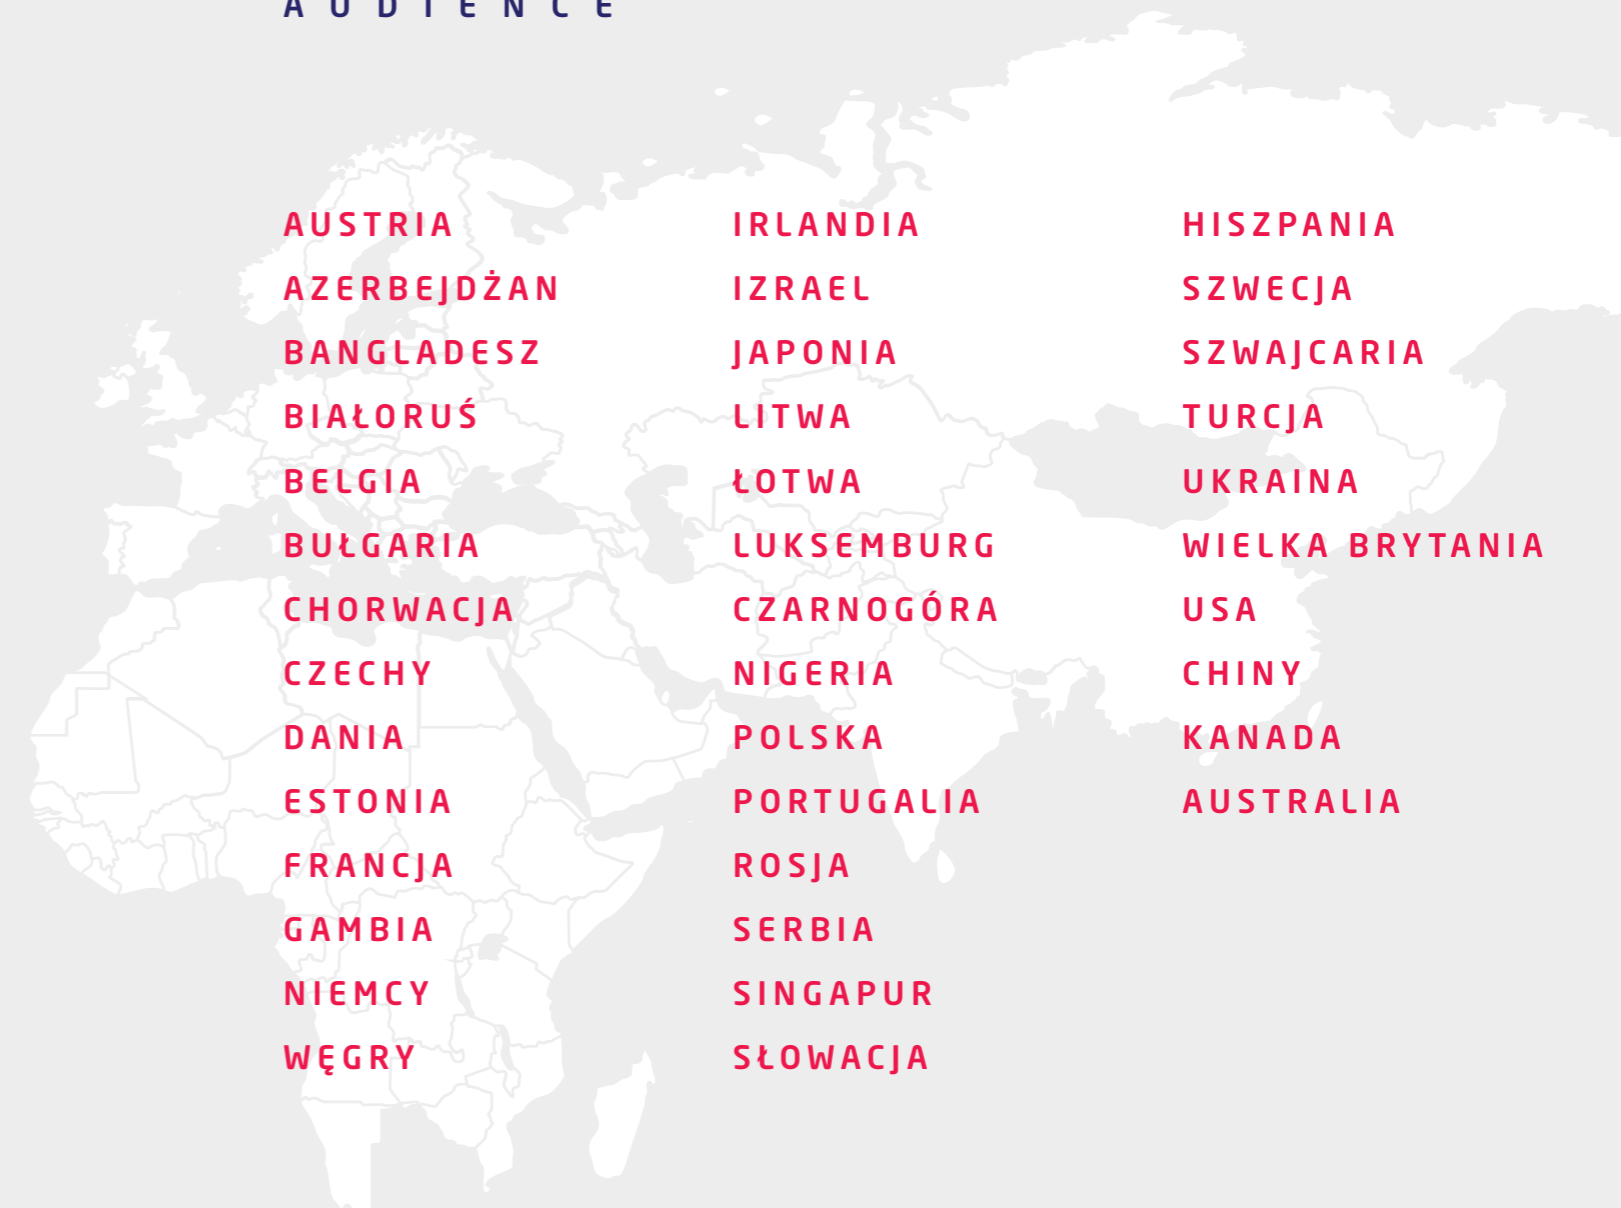 AUDIENCE
AUSTRIA
AZERBEJDŻAN
BANGLADESZ
BIAŁORUŚ
BELGIA
BUŁGARIA
CHORWACJA
CZECHY
DANIA
ESTONIA
FRANCJA
GAMBIA
NIEMCY
WĘGRY
IRLANDIA
IZRAEL
JAPONIA
LITWA
ŁOTWA
LUKSEMBURG
CZARNOGÓRA
NIGERIA
POLSKA
PORTUGALIA
ROSJA
SERBIA
SINGAPUR
SŁOWACJA
HISZPANIA
SZWECJA
SZWAJCARIA
TURCJA
UKRAINA
WIELKA BRYTANIA
USA
CHINY
KANADA
AUSTRALIA